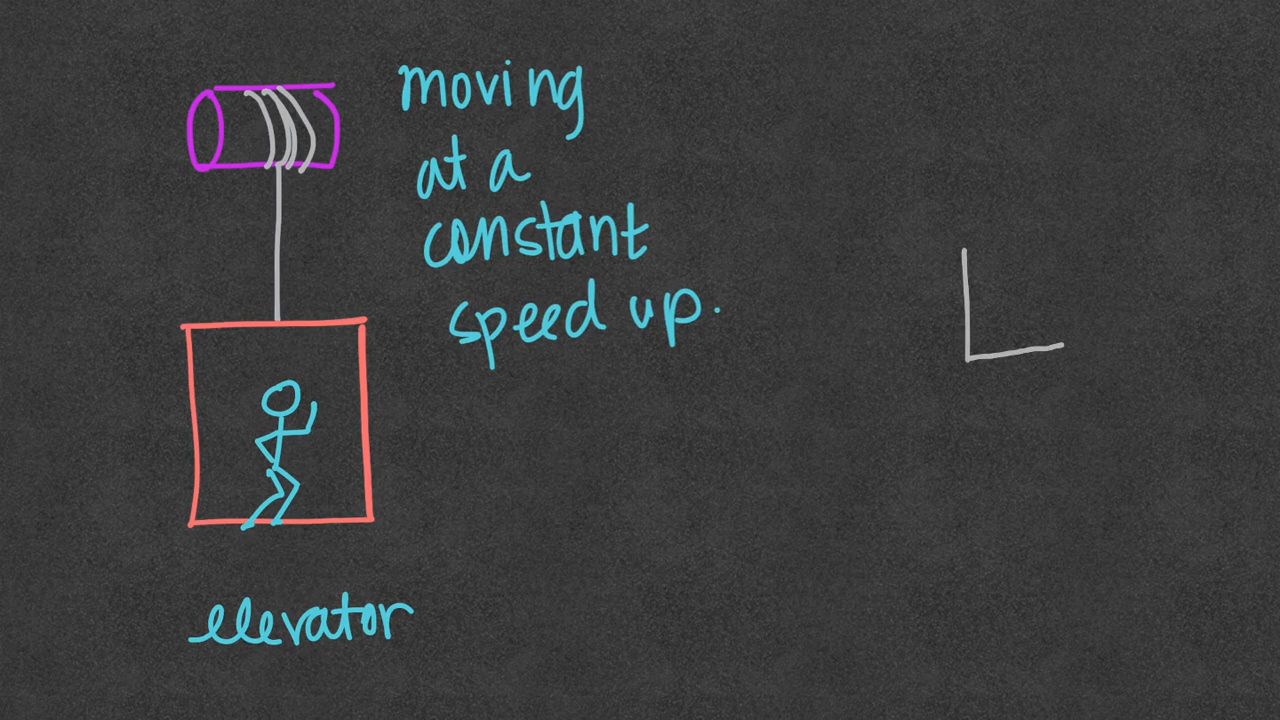 moving
at a
constant
speed up.
elevator